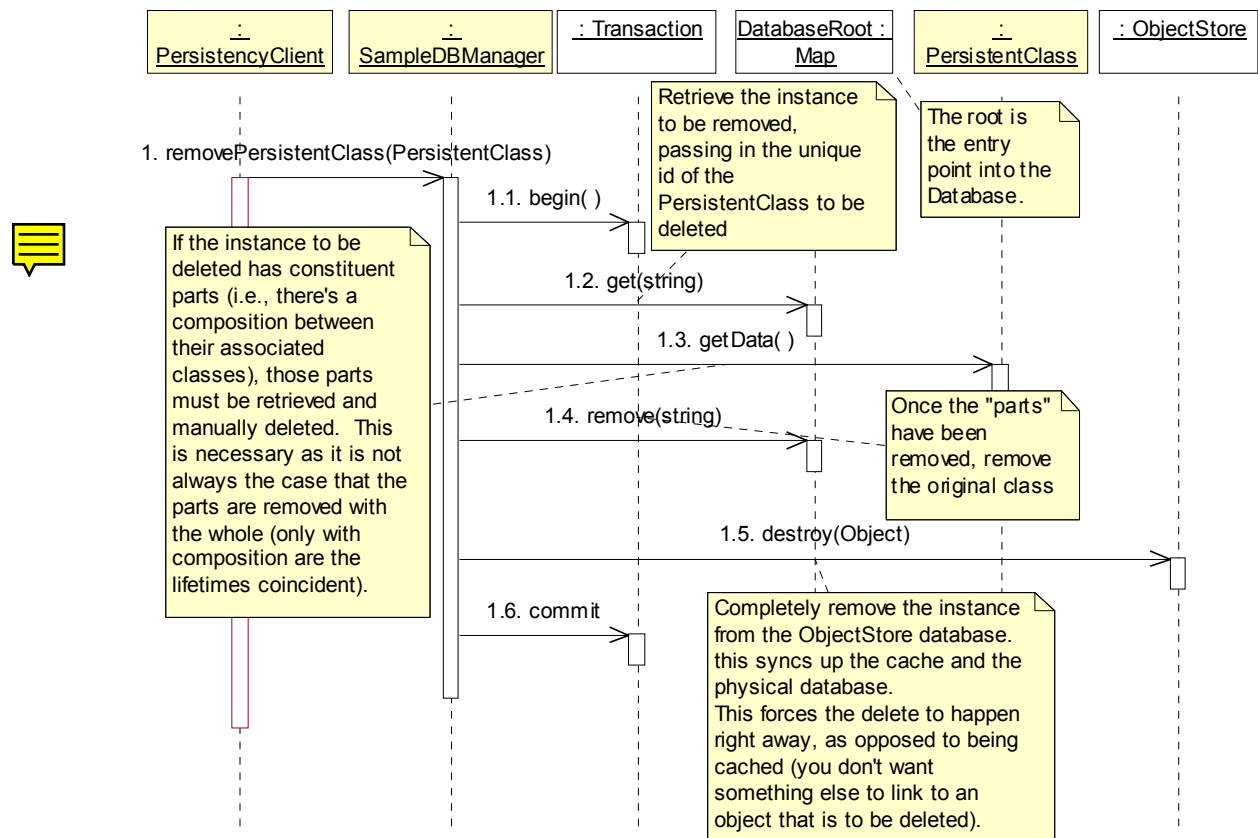 :
PersistencyClient
:
SampleDBManager
: Transaction
DatabaseRoot :
Map
:
PersistentClass
: ObjectStore
Retrieve the instance
to be removed,
passing in the unique
id of the
PersistentClass to be
deleted
The root is
the entry
point into the
Database.
1. removePersistentClass(PersistentClass)
1.1. begin( )
If the instance to be
deleted has constituent
parts (i.e., there's a
composition between
their associated
classes), those parts
must be retrieved and
manually deleted. This
is necessary as it is not
always the case that the
parts are removed with
the whole (only with
composition are the
lifetimes coincident).
1.2. get(string)
1.3. getData( )
1.4. remove(string)
Once the "parts"
have been
removed, remove
the original class
1.5. destroy(Object)
1.6. commit
Completely remove the instance
from the ObjectStore database.
this syncs up the cache and the
physical database.
This forces the delete to happen
right away, as opposed to being
cached (you don't want
something else to link to an
object that is to be deleted).